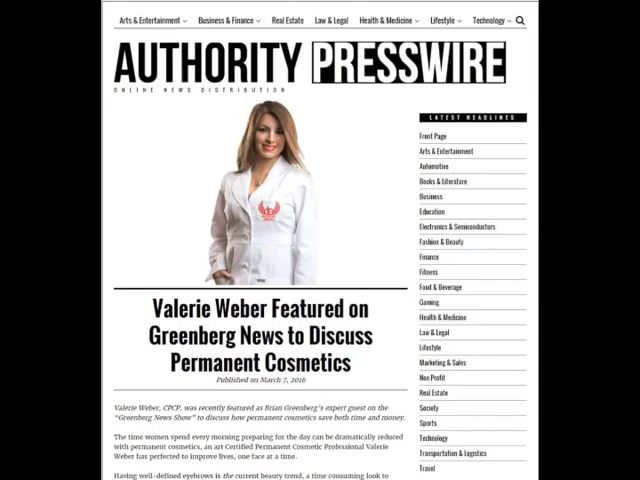 Arts & Entertainment Business & Finance Real Estate Law & Legal Health & Medicine Lifestyle Technology
AUTHORITY PRESSWIRE
ONLINE NEWS DISTRIBUTION
LATEST HEADLINES
Front Page
Arts & Entertainment
Automotive
Books & Literature
Business
Education
Electronics & Semiconductors
Fashion & Beauty
Finance
Fitness
Food & Beverage
Gaming
Health & Medicine
Law & Legal
Lifestyle
Marketing & Sales
Non Profit
Real Estate
Society
Sports
Technology
Transportation & Logistics
Travel
Valerie Weber Featured on
Greenberg News to Discuss
Permanent Cosmetics
Published on March 7, 2016
Valerie Weber, CPCP, was recently featured as Brian Greenberg's expert guest on the
"Greenberg News Show" to discuss how permanent cosmetics save both time and money.
The time women spend every morning preparing for the day can be dramatically reduced
with permanent cosmetics, an art Certified Permanent Cosmetic Professional Valerie
Weber has perfected to improve lives, one face at a time.
Having well-defined eyebrows is the current beauty trend, a time consuming look to